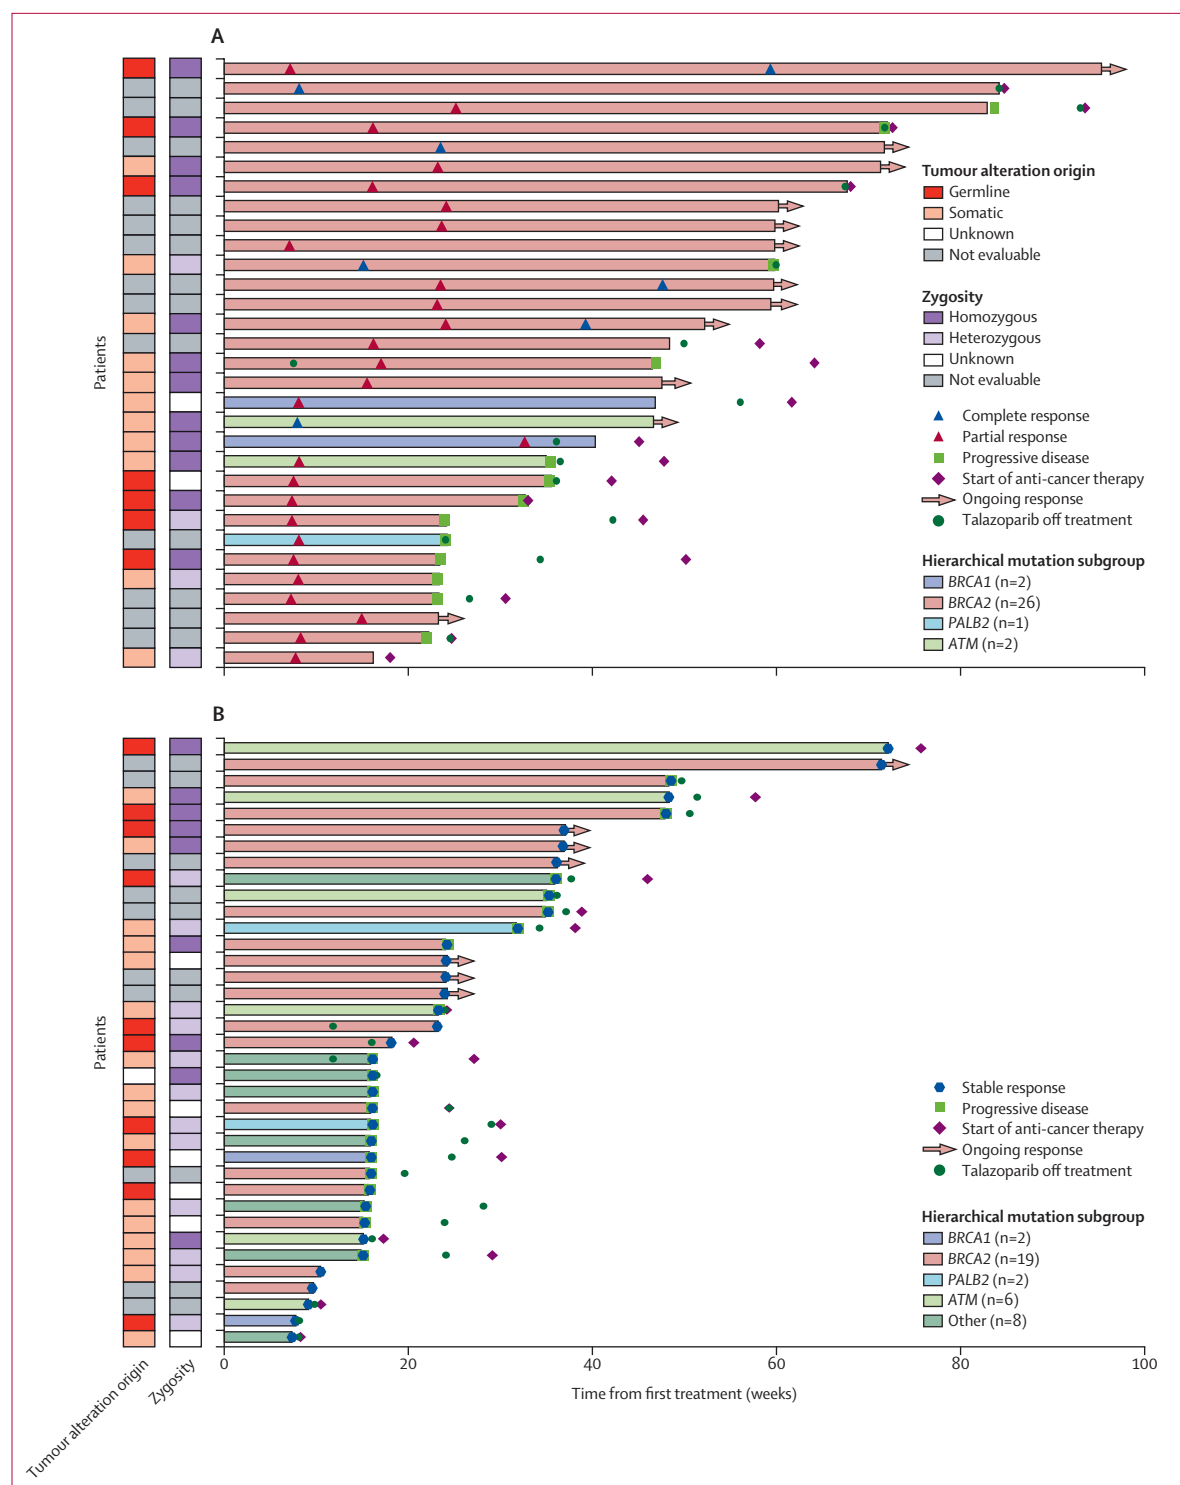 A
Patients
Tumour alteration origin
Germline
Somatic
Unknown
Not evaluable
Zygosity
Homozygous
Heterozygous
Unknown
Not evaluable
Complete response
Partial response
Progressive disease
Start of anti-cancer therapy
Ongoing response
Talazoparib off treatment
Hierarchical mutation subgroup
BRCA1 (n=2)
BRCA2 (n=26)
PALB2 (n=1)
ATM (n=2)
B
Patients
Stable response
Progressive disease
Start of anti-cancer therapy
Ongoing response
Talazoparib off treatment
Hierarchical mutation subgroup
BRCA1 (n=2)
BRCA2 (n=19)
PALB2 (n=2)
ATM (n=6)
Other (n=8)
0 20 40 60 80 100
Time from first treatment (weeks)
Tumour alteration origin
Zygosity